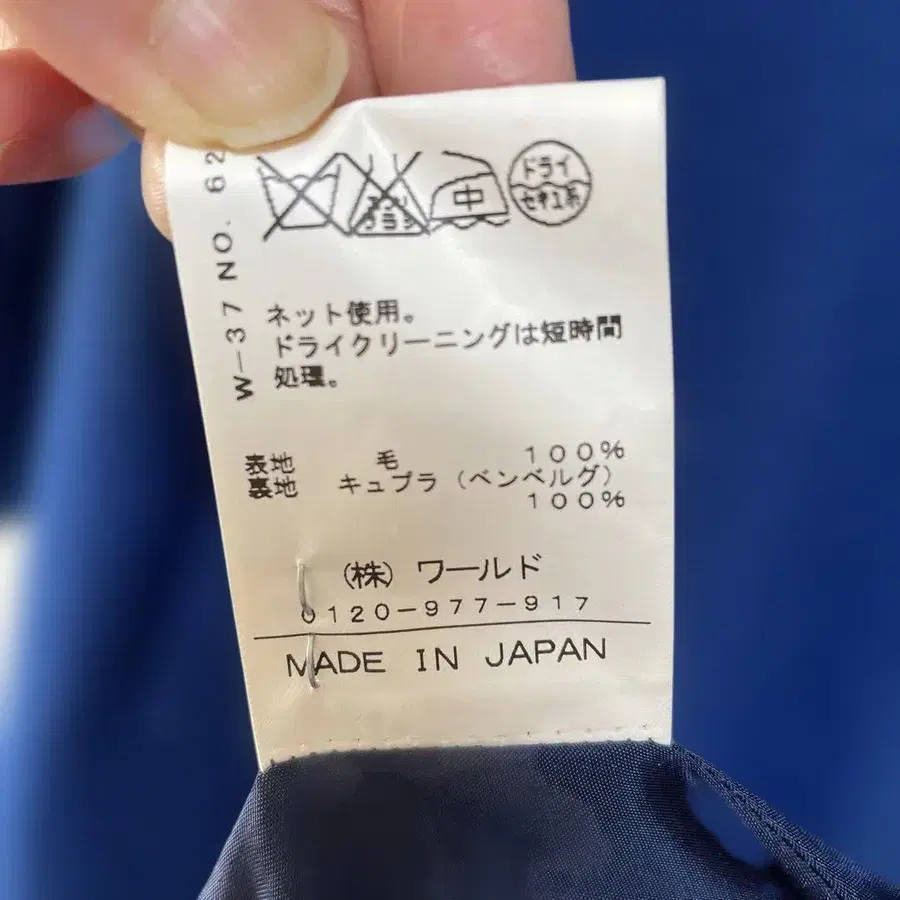 W-37 NO. 62
中
ドライ
セキユ系
ネット使用。
ドライクリーニングは短時間
処理。
表地 毛 100%
裏地 キュプラ(ベンベルグ)
100%
(株) ワールド
0120-977-917
MADE IN JAPAN